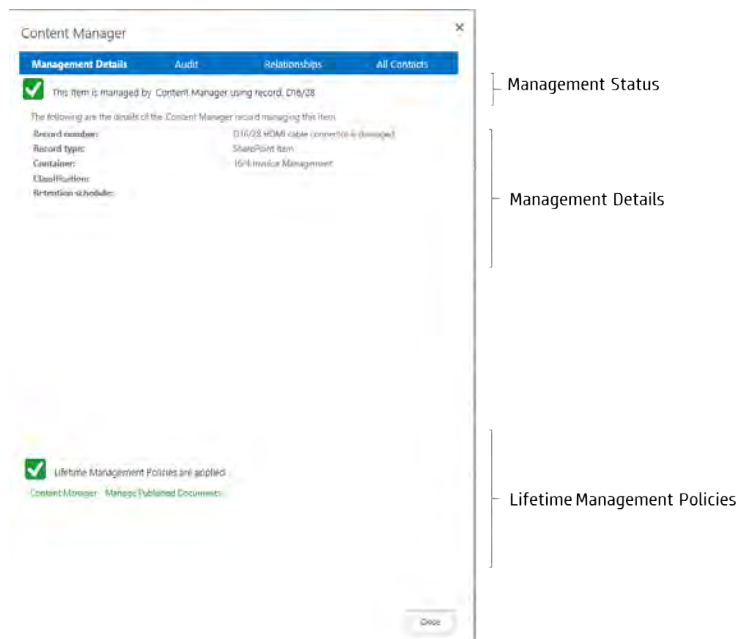 Content Manager
Management Details Audit Relationships All Contacts
This item is managed by Content Manager using record: D16/28
Management Status
The following are the details of the Content Manager record managing this item
Record number: D16/28 HDMI cable connector is damaged
Record type: SharePoint Item
Container: 16/4 Invoice Management
Classification:
Retention schedule:
Management Details
Lifetime Management Policies are applied
Content Manager Manage Published Documents
Lifetime Management Policies
Close